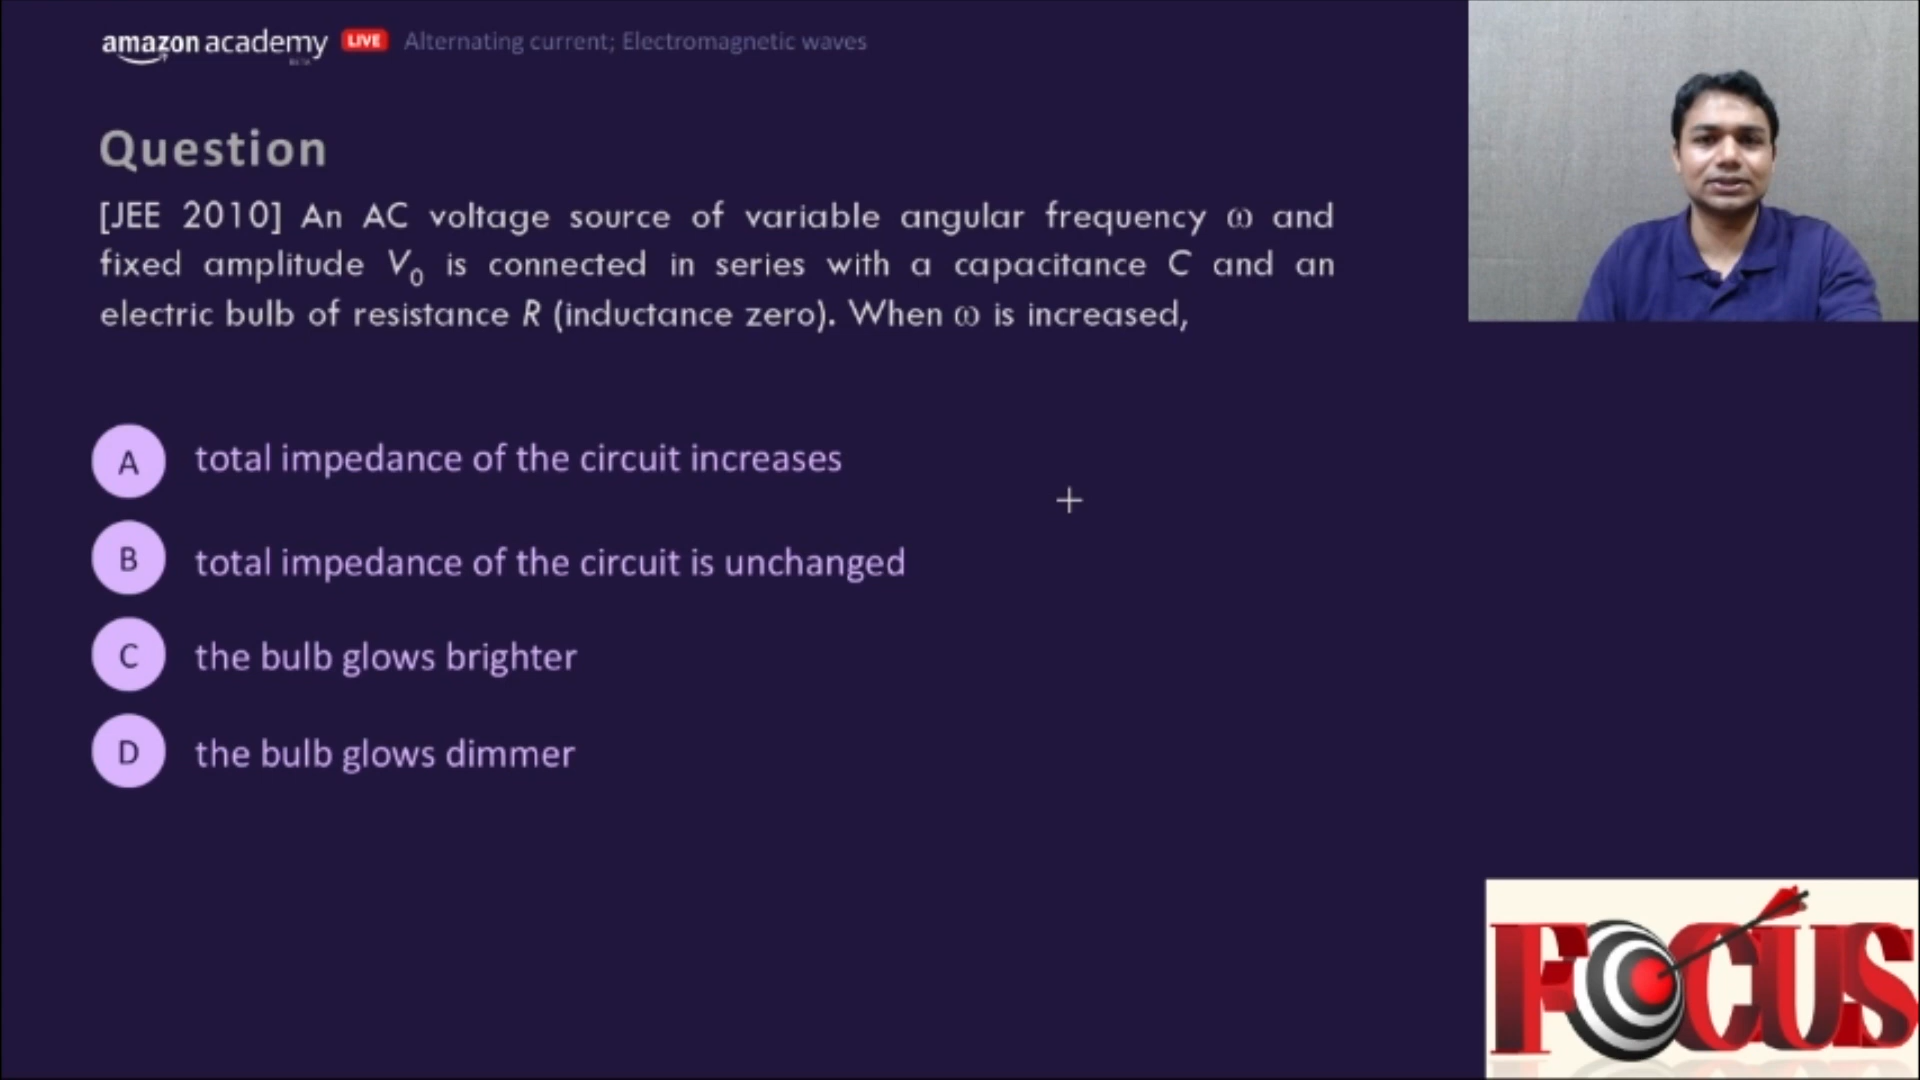 amazon academy LIVE Alternating current; Electromagnetic waves
BETA
Question
[JEE 2010] An AC voltage source of variable angular frequency ω and
fixed amplitude V₀ is connected in series with a capacitance C and an
electric bulb of resistance R (inductance zero). When ω is increased,
A total impedance of the circuit increases
B total impedance of the circuit is unchanged
C the bulb glows brighter
D the bulb glows dimmer
FOCUS